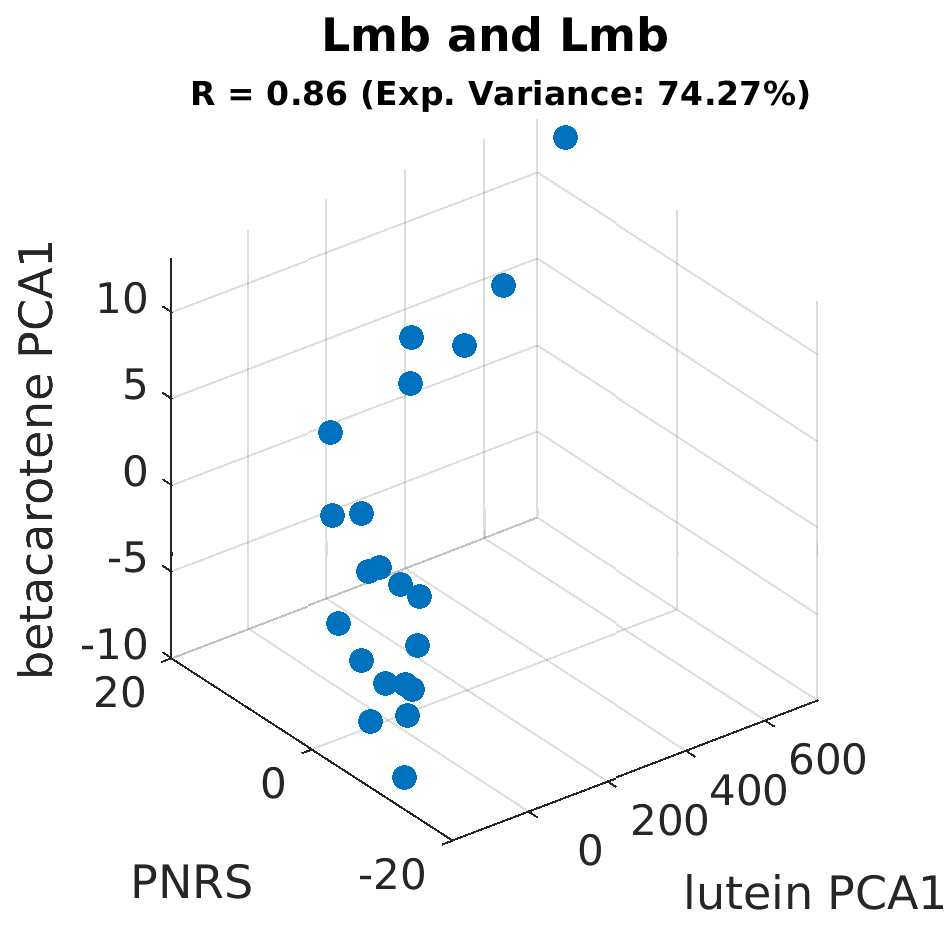 Lmb and Lmb
R = 0.86 (Exp. Variance: 74.27%)
betacarotene PCA1
10
5
0
-5
-10
20
0
-20
PNRS
0
200
400
600
lutein PCA1